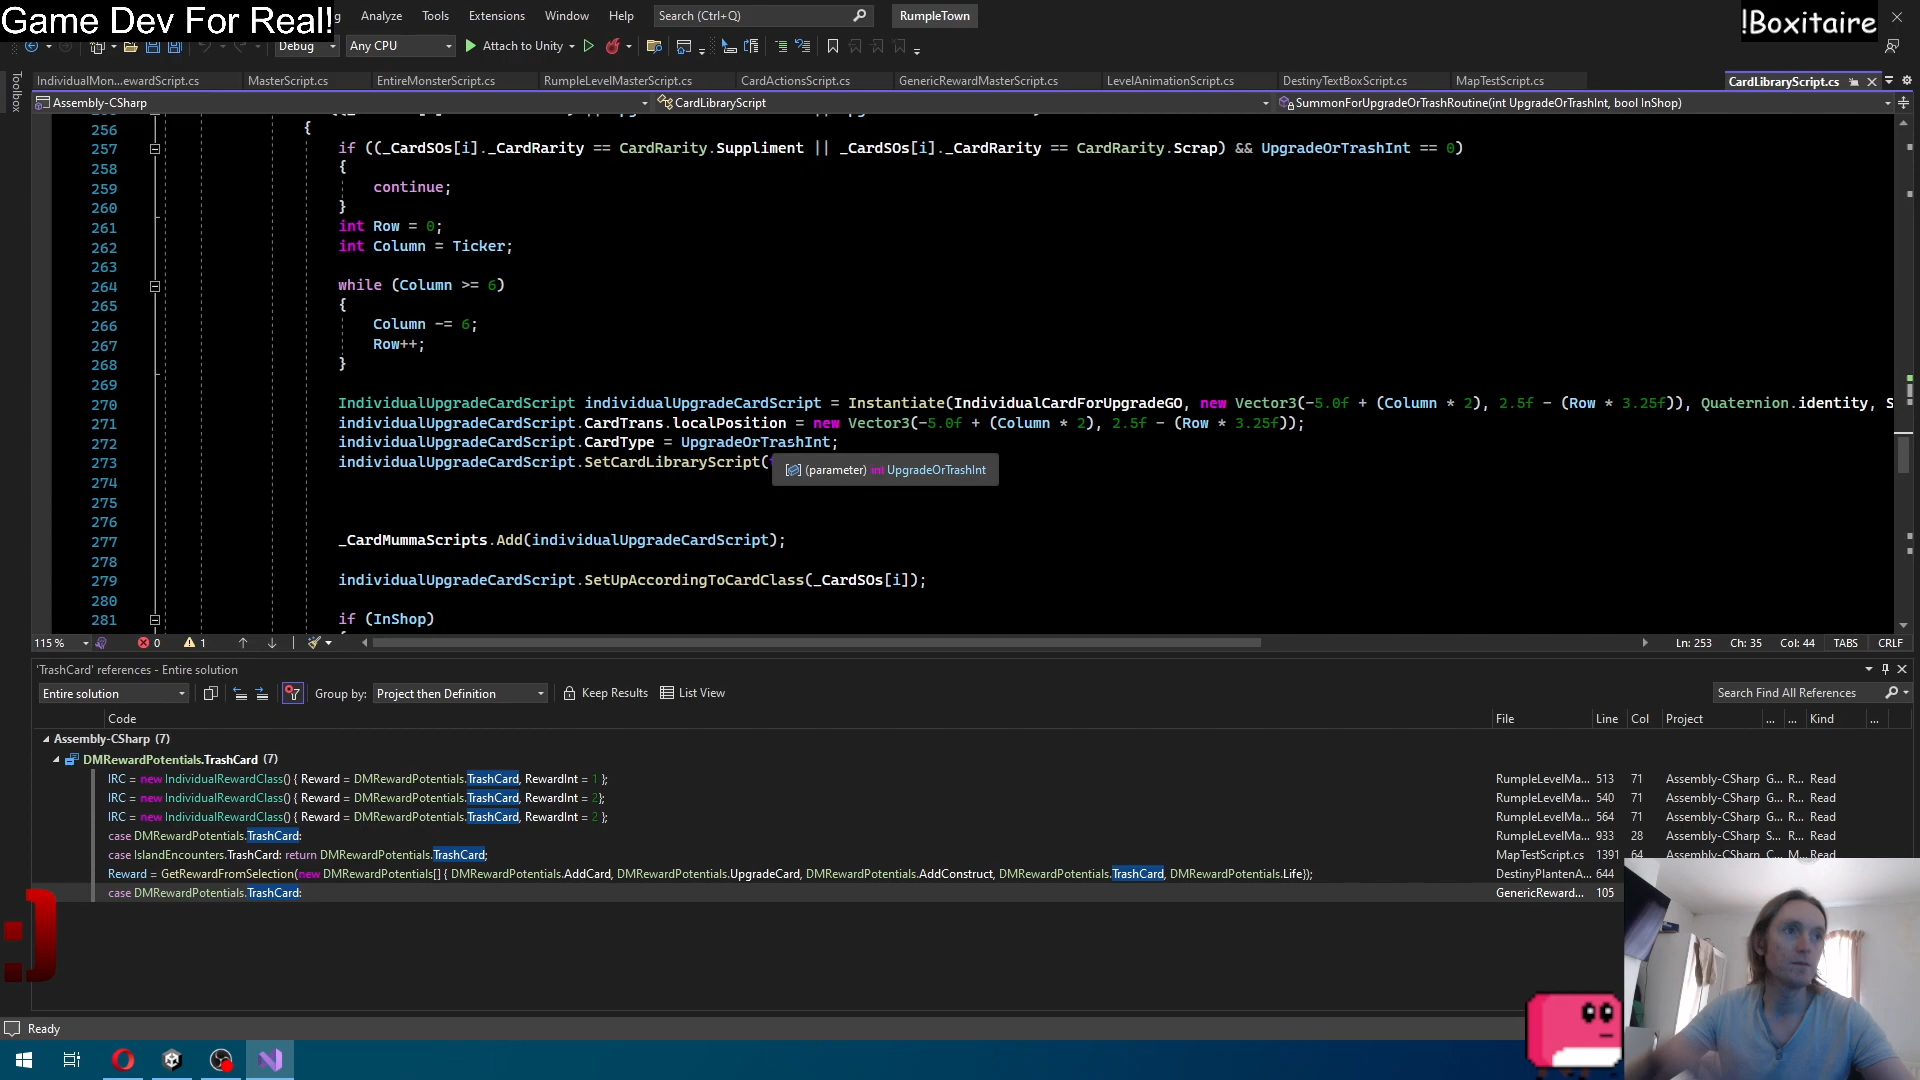 Game Dev For Real!
Analyze Tools Extensions Window Help Search (Ctrl+Q) RumpleTown
!Boxitaire
Debug Any CPU Attach to Unity
Toolbox
IndividualMon...ewardScript.cs MasterScript.cs EntireMonsterScript.cs RumpleLevelMasterScript.cs CardActionsScript.cs GenericRewardMasterScript.cs LevelAnimationScript.cs DestinyTextBoxScript.cs MapTestScript.cs CardLibraryScript.cs
Assembly-CSharp CardLibraryScript SummonForUpgradeOrTrashRoutine(int UpgradeOrTrashInt, bool InShop)
256 {
257 if ((_CardSOs[i]._CardRarity == CardRarity.Suppliment || _CardSOs[i]._CardRarity == CardRarity.Scrap) && UpgradeOrTrashInt == 0)
258 {
259 continue;
260 }
261 int Row = 0;
262 int Column = Ticker;
263
264 while (Column >= 6)
265 {
266 Column -= 6;
267 Row++;
268 }
269
270 IndividualUpgradeCardScript individualUpgradeCardScript = Instantiate(IndividualCardForUpgradeGO, new Vector3(-5.0f + (Column * 2), 2.5f - (Row * 3.25f)), Quaternion.identity, S
271 individualUpgradeCardScript.CardTrans.localPosition = new Vector3(-5.0f + (Column * 2), 2.5f - (Row * 3.25f));
272 individualUpgradeCardScript.CardType = UpgradeOrTrashInt;
273 individualUpgradeCardScript.SetCardLibraryScript(
(parameter) int UpgradeOrTrashInt
274
275
276
277 _CardMummaScripts.Add(individualUpgradeCardScript);
278
279 individualUpgradeCardScript.SetUpAccordingToCardClass(_CardSOs[i]);
280
281 if (InShop)
115 % 0 1 Ln: 253 Ch: 35 Col: 44 TABS CRLF
'TrashCard' references - Entire solution
Entire solution Group by: Project then Definition Keep Results List View Search Find All References
Code File Line Col Project ... ... Kind ...
Assembly-CSharp (7)
DMRewardPotentials.TrashCard (7)
IRC = new IndividualRewardClass() { Reward = DMRewardPotentials.TrashCard, RewardInt = 1 }; RumpleLevelMa... 513 71 Assembly-CSharp G... R... Read
IRC = new IndividualRewardClass() { Reward = DMRewardPotentials.TrashCard, RewardInt = 2}; RumpleLevelMa... 540 71 Assembly-CSharp G... R... Read
IRC = new IndividualRewardClass() { Reward = DMRewardPotentials.TrashCard, RewardInt = 2 }; RumpleLevelMa... 564 71 Assembly-CSharp G... R... Read
case DMRewardPotentials.TrashCard: RumpleLevelMa... 933 28 Assembly-CSharp S... R... Read
case IslandEncounters.TrashCard: return DMRewardPotentials.TrashCard; MapTestScript.cs 1391 64 Assembly-CSharp C... M... Read
Reward = GetRewardFromSelection(new DMRewardPotentials[] { DMRewardPotentials.AddCard, DMRewardPotentials.UpgradeCard, DMRewardPotentials.AddConstruct, DMRewardPotentials.TrashCard, DMRewardPotentials.Life}); DestinyPlantenA... 644
case DMRewardPotentials.TrashCard: GenericReward... 105
:)
Ready